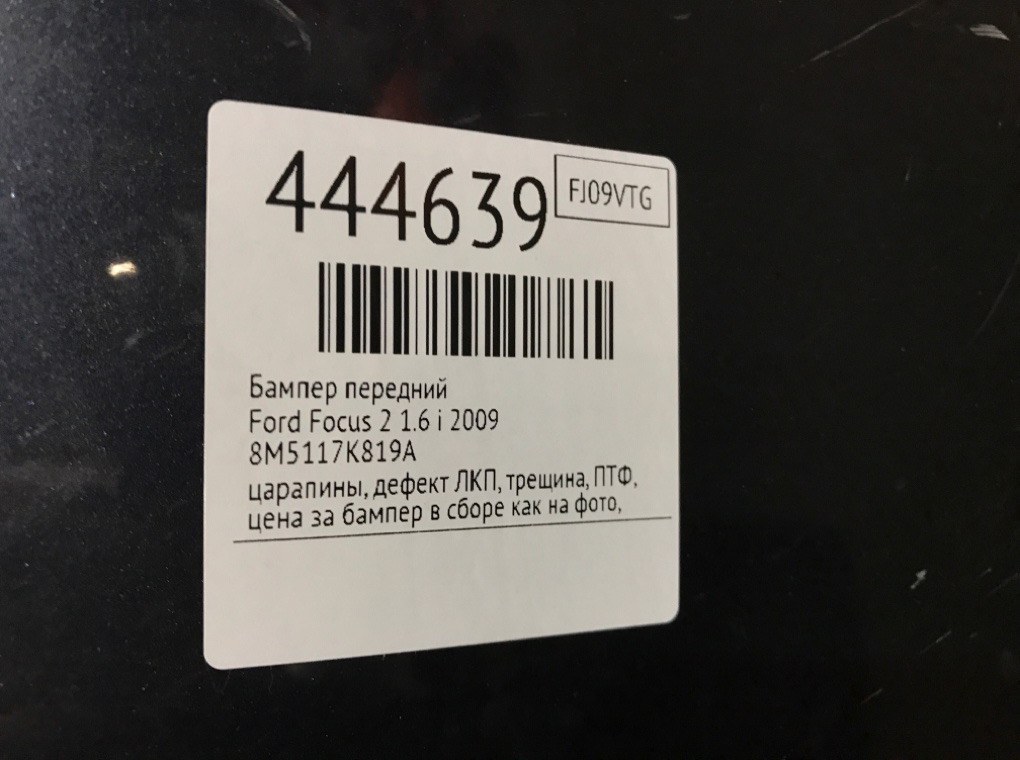 444639
FJ09VTG
Бампер передний
Ford Focus 2 1.6 i 2009
8M5117K819A
царапины, дефект ЛКП, трещина, ПТФ,
цена за бампер в сборе как на фото,